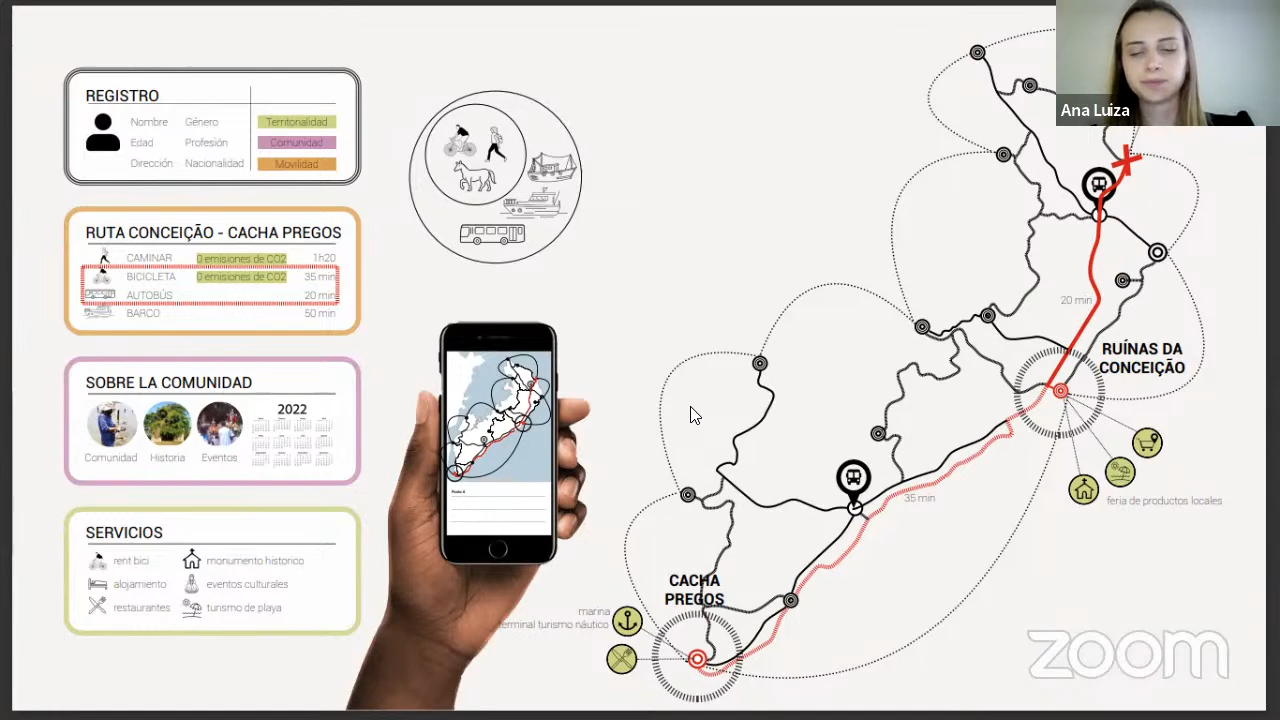 REGISTRO
Nombre Género Territorialidad
Edad Profesión Comunidad
Dirección Nacionalidad Movilidad
RUTA CONCEIÇÃO - CACHA PREGOS
CAMINAR 0 emisiones de CO2 1h20
BICICLETA 0 emisiones de CO2 35 min
AUTOBÚS 20 min
BARCO 50 min
SOBRE LA COMUNIDAD
2022
Comunidad Historia Eventos
SERVICIOS
rent bici monumento historico
alojamiento eventos culturales
restaurantes turismo de playa
Ana Luiza
20 min
RUÍNAS DA
CONCEIÇÃO
35 min
feria de productos locales
CACHA
PREGOS
marina
terminal turismo náutico
zoom